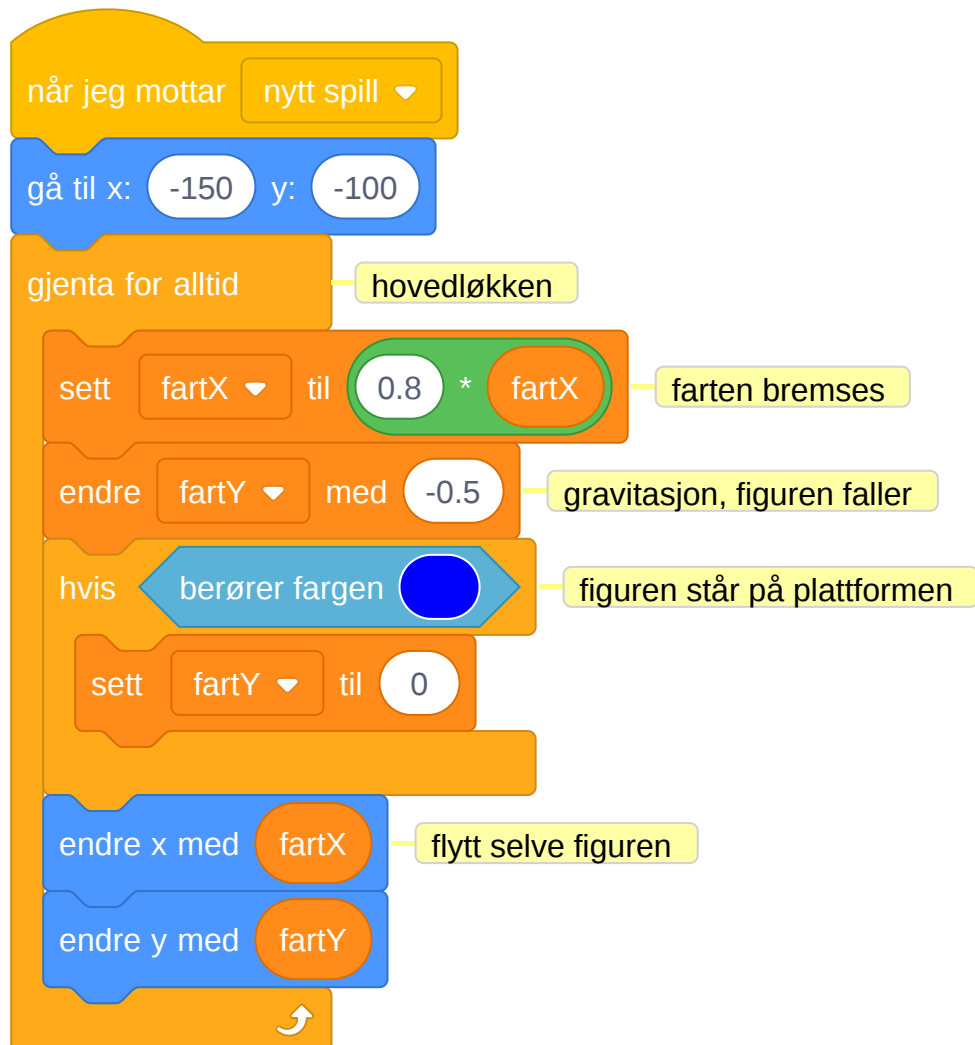 når jeg mottar nytt spill
gå til x: -150 y: -100
gjenta for alltid hovedløkken
sett fartX til 0.8 * fartX farten bremses
endre fartY med -0.5 gravitasjon, figuren faller
hvis berører fargen figuren står på plattformen
sett fartY til 0
endre x med fartX flytt selve figuren
endre y med fartY